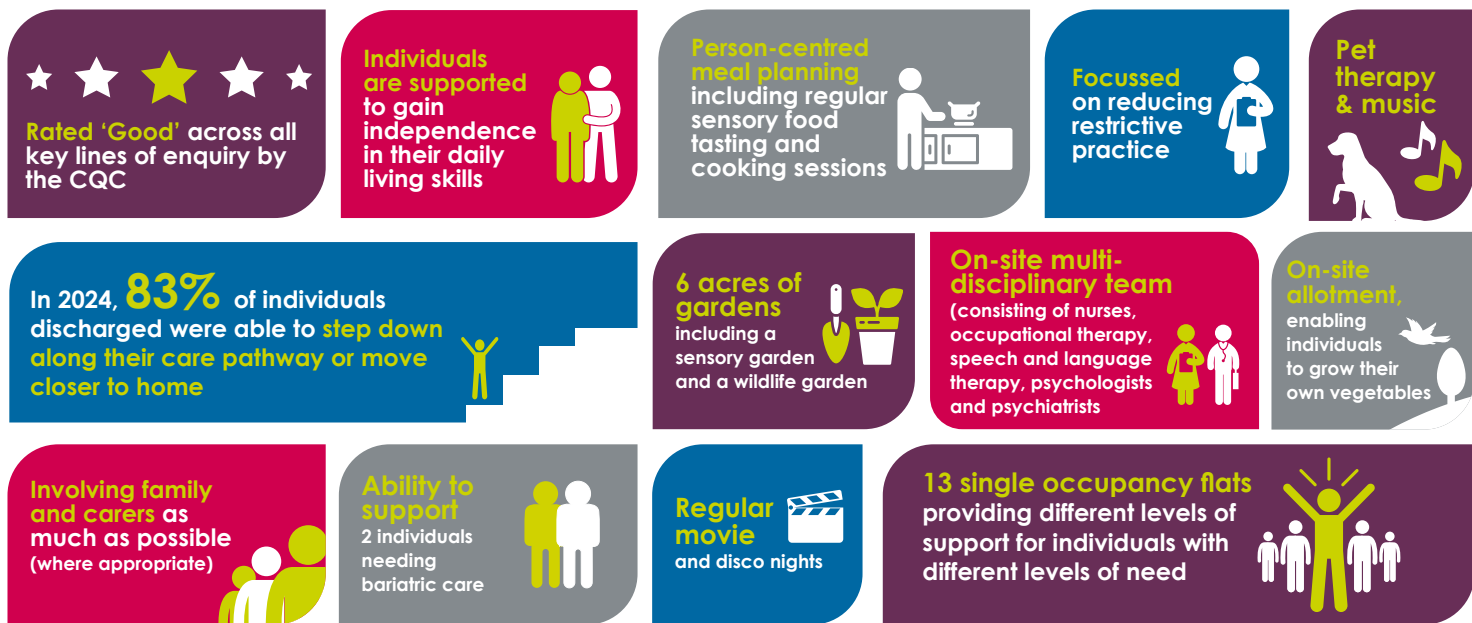 Rated ‘Good’ across all
key lines of enquiry by
the CQC
Individuals
are supported
to gain
independence
in their daily
living skills
Person-centred
meal planning
including regular
sensory food
tasting and
cooking sessions
Focussed
on reducing
restrictive
practice
Pet
therapy
& music
In 2024, 83% of individuals
discharged were able to step down
along their care pathway or move
closer to home
6 acres of
gardens
including a
sensory garden
and a wildlife garden
On-site multi-
disciplinary team
(consisting of nurses,
occupational therapy,
speech and language
therapy, psychologists
and psychiatrists
On-site
allotment,
enabling
individuals
to grow their
own vegetables
Involving family
and carers as
much as possible
(where appropriate)
Ability to
support
2 individuals
needing
bariatric care
Regular
movie
and disco nights
13 single occupancy flats
providing different levels of
support for individuals with
different levels of need